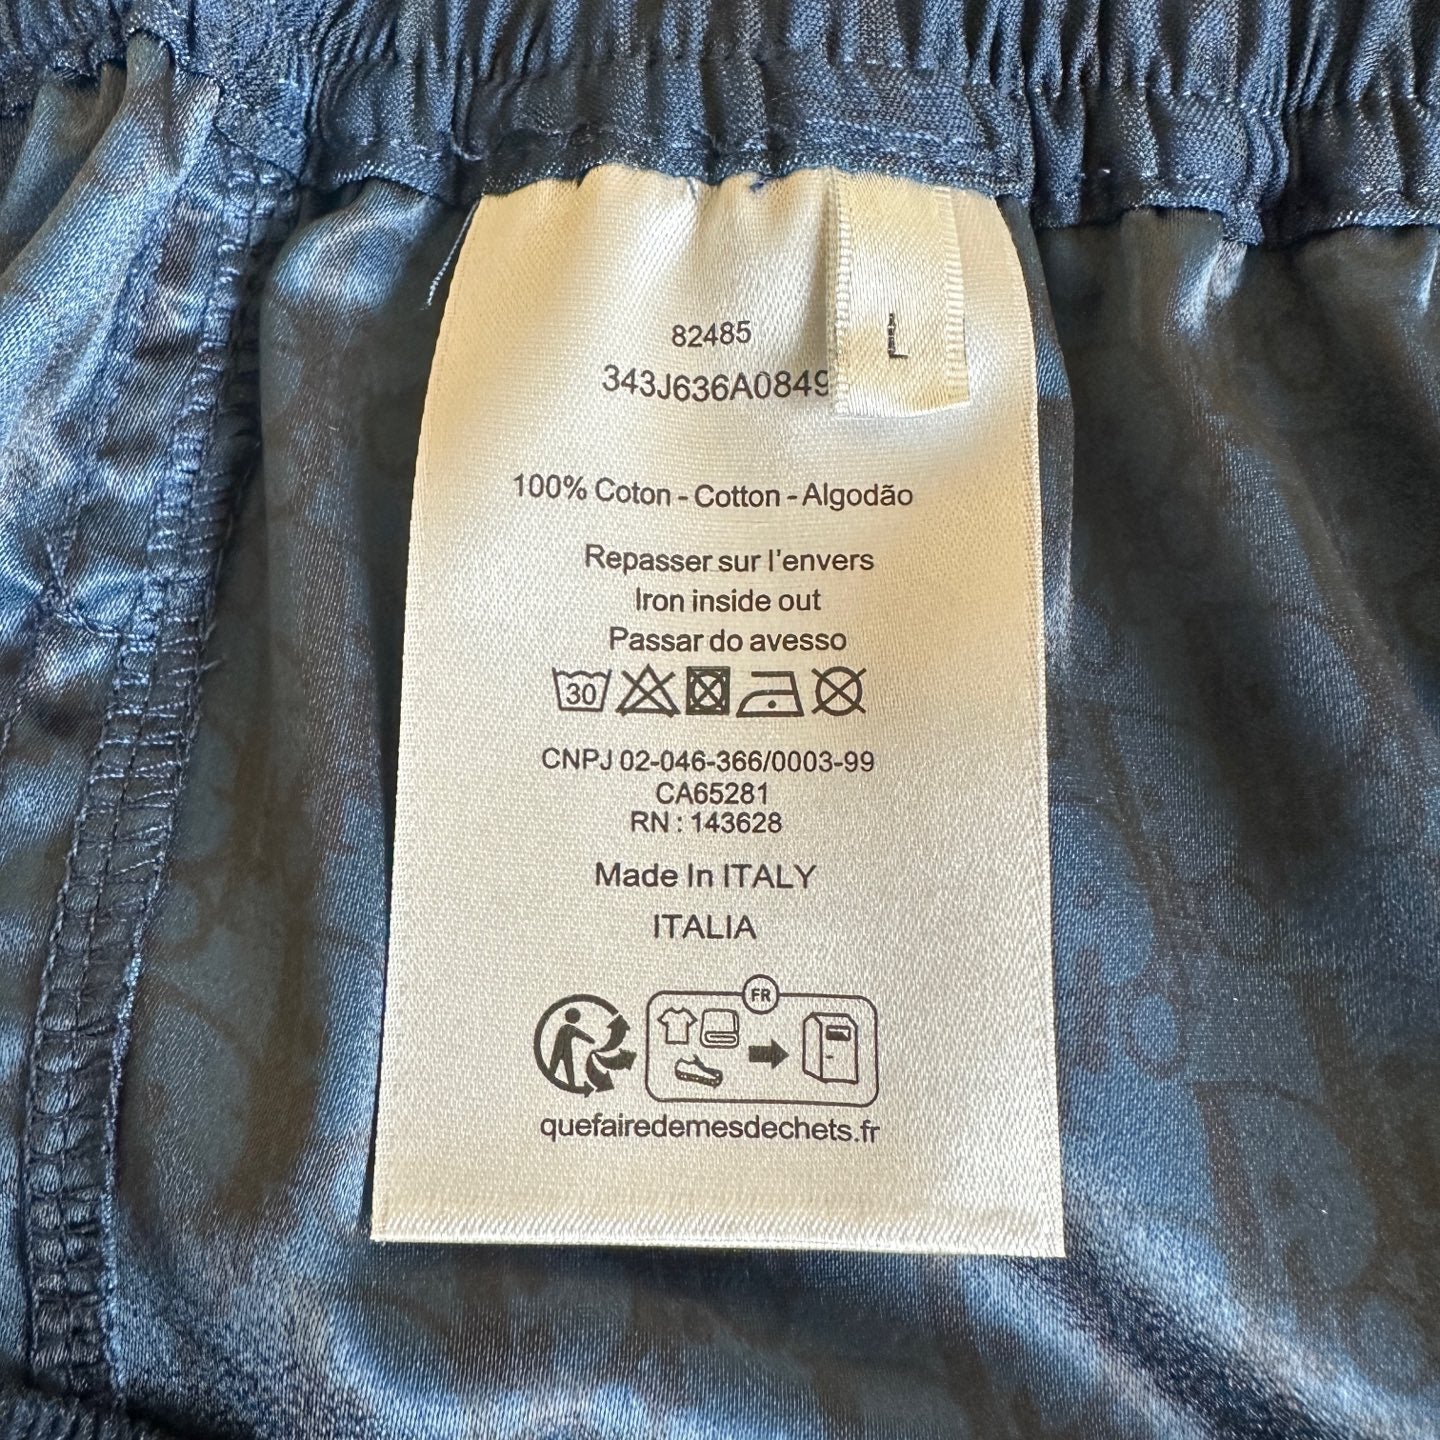 82485
L
343J636A0849
100% Coton - Cotton - Algodão
Repasser sur l'envers
Iron inside out
Passar do avesso
30
CNPJ 02-046-366/0003-99
CA65281
RN : 143628
Made In ITALY
ITALIA
FR
quefairedemesdechets.fr